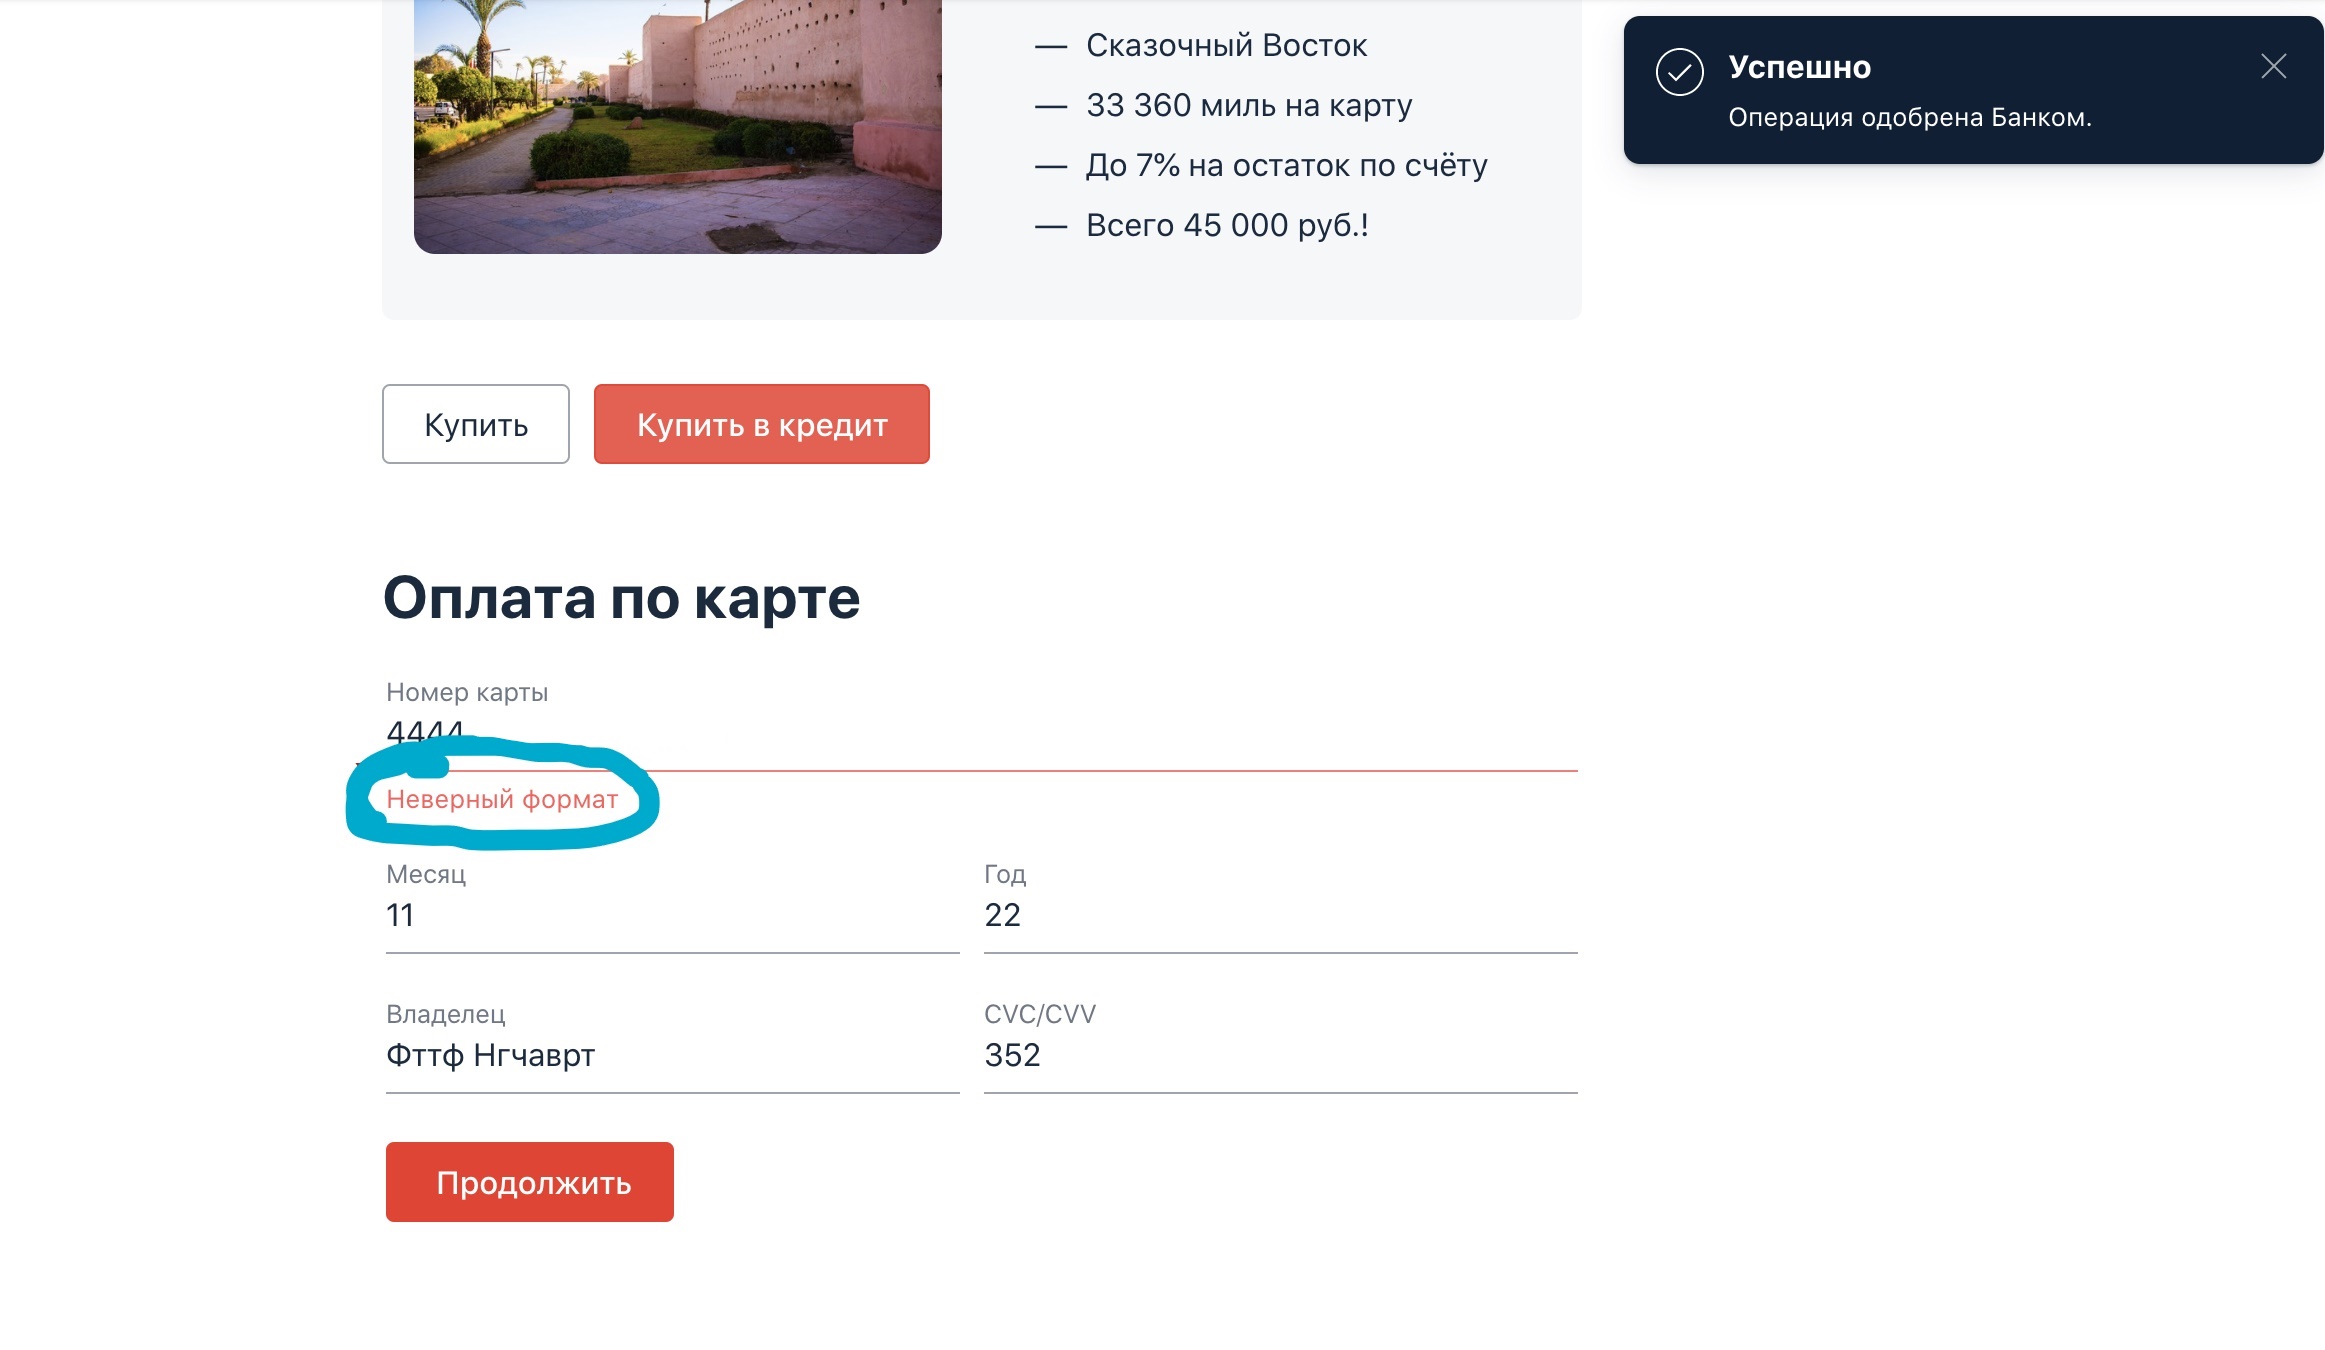 — Сказочный Восток
— 33 360 миль на карту
— До 7% на остаток по счёту
— Всего 45 000 руб.!
Успешно
Операция одобрена Банком.
Купить
Купить в кредит
Оплата по карте
Номер карты
4444
Неверный формат
Месяц
Год
11
22
Владелец
CVC/CVV
Фттф Нгчаврт
352
Продолжить